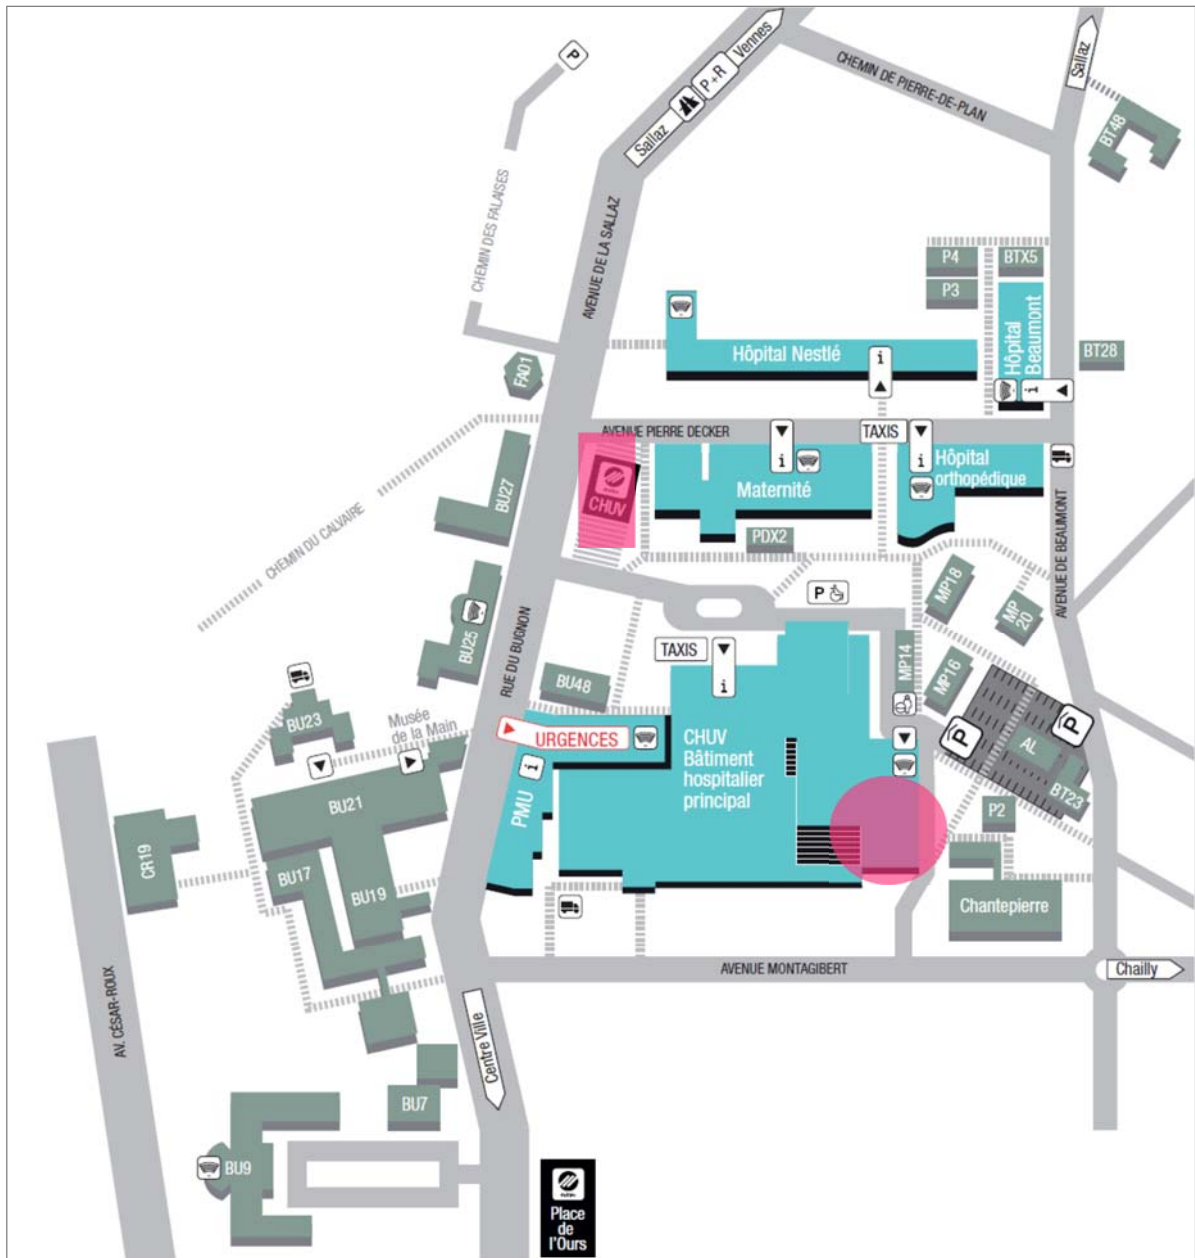 P
Sallaz
P+R
Vennes
CHEMIN DE PIERRE-DE-PLAN
Sallaz
BT48
CHEMIN DES FALAISES
AVENUE DE LA SALLAZ
P4
BTX5
P3
Hôpital
Beaumont
Hôpital Nestlé
i
BT28
FA01
i
AVENUE PIERRE DECKER
TAXIS
i
i
Hôpital
orthopédique
Maternité
CHUV
BU27
PDX2
CHEMIN DU CALVAIRE
AVENUE DE BEAUMONT
MP18
MP
20
P
BU25
RUE DU BUGNON
TAXIS
i
MP14
MP16
BU48
BU23
Musée
de la Main
URGENCES
CHUV
Bâtiment
hospitalier
principal
i
PMU
P
P
AL
BT23
BU21
P2
CR19
BU17
BU19
Chantepierre
AVENUE MONTAGIBERT
Chailly
AV. CÉSAR-ROUX
Centre Ville
BU7
BU9
Place
de
l'Ours